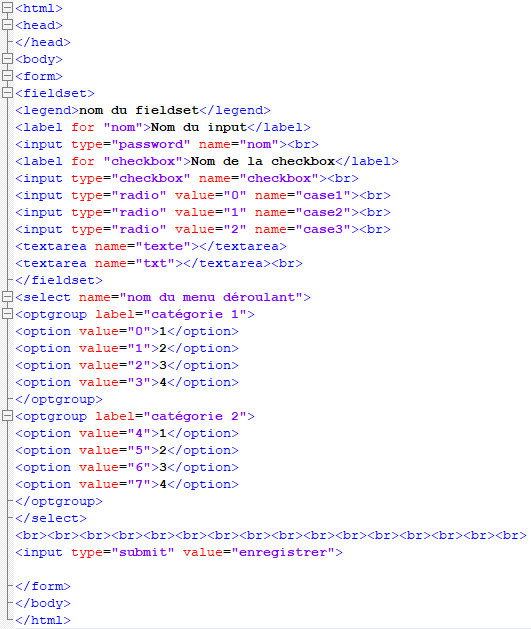 <html>
<head>
</head>
<body>
<form>
<fieldset>
<legend>nom du fieldset</legend>
<label for "nom">Nom du input</label>
<input type="password" name="nom"><br>
<label for "checkbox">Nom de la checkbox</label>
<input type="checkbox" name="checkbox"><br>
<input type="radio" value="0" name="case1"><br>
<input type="radio" value="1" name="case2"><br>
<input type="radio" value="2" name="case3"><br>
<textarea name="texte"></textarea>
<textarea name="txt"></textarea><br>
</fieldset>
<select name="nom du menu déroulant">
<optgroup label="catégorie 1">
<option value="0">1</option>
<option value="1">2</option>
<option value="2">3</option>
<option value="3">4</option>
</optgroup>
<optgroup label="catégorie 2">
<option value="4">1</option>
<option value="5">2</option>
<option value="6">3</option>
<option value="7">4</option>
</optgroup>
</select>
<br><br><br><br><br><br><br><br><br><br><br><br><br><br><br><br>
<input type="submit" value="enregistrer">
</form>
</body>
</html>